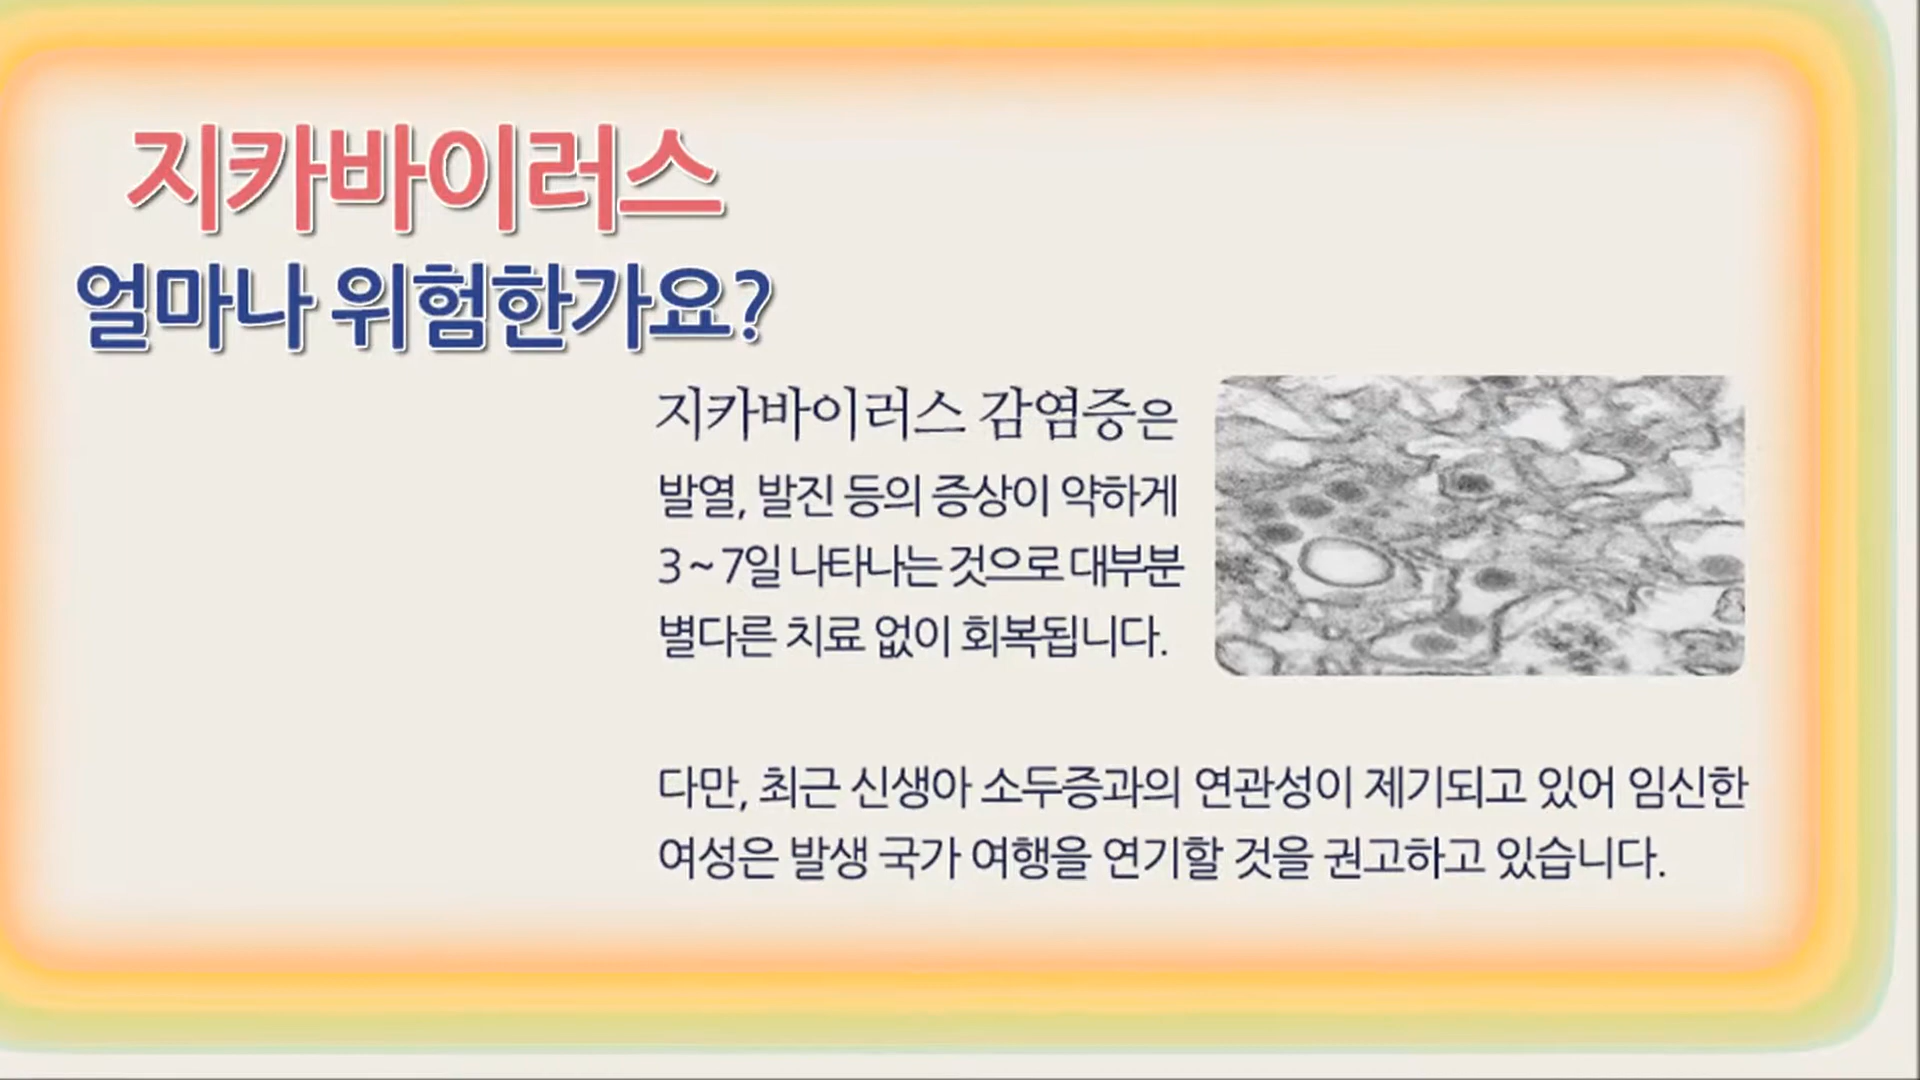 지카바이러스
얼마나 위험한가요?
지카바이러스 감염증은
발열, 발진 등의 증상이 약하게
3~7일 나타나는 것으로 대부분
별다른 치료 없이 회복됩니다.
다만, 최근 신생아 소두증과의 연관성이 제기되고 있어 임신한
여성은 발생 국가 여행을 연기할 것을 권고하고 있습니다.